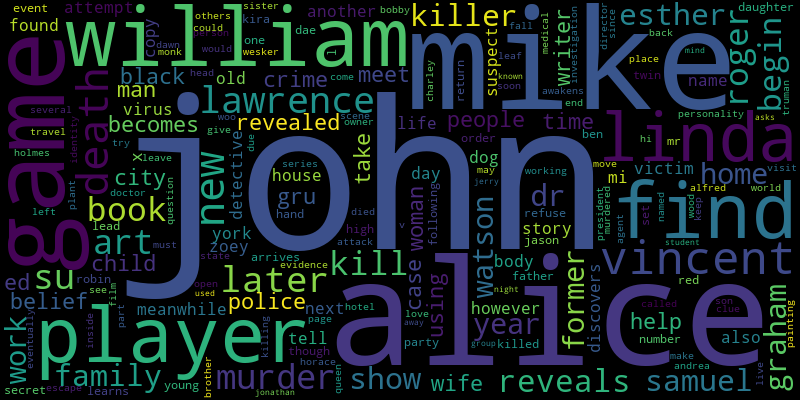 event
attempt
others
could
sister
kira
bobby
william
mike
killer
esther
daughter
found
travel
game
death
black
man
virus
becomes
copy
dawn
monk
wesker
one
would
dae
old
crime
another
meet
head
lawrence
revealed
suspect
writer
charley
return
leaf
fall
soon
known
awakens
end
medical
investigation
director
since
back
place
twin
mind
name
roger
begin
truman
personality
asks
several
holmes
identity
try
give
woo
due
scene
owner
come
life
people
time
order
ben
hi
mr
linda
john
x
leave
city
doctor
plant
question
new
detective
series
house
hand
gru
take
day
dog
may
jerry
working
move
mi
victim
home
visit
left
lead
book
york
zoey
died
attack
high
v
woman
following
dr
refuse
jason
story
president
murdered
agent
set
named
wood
keep
alfred
world
student
find
art
must
child
state
arrives
evidence
kill
case
using
watson
body
father
night
former
discovers
vincent
red
ed
su
robin
see
film
part
open
used
later
police
next
hotel
page
love
away
party
however
year
group
killed
alice
called
son
clue
help
number
also
graham
painting
belief
work
eventually
player
inside
meanwhile
killing
tell
though
horace
queen
family
young
brother
murder
jonathan
show
wife
reveals
samuel
make
andrea
live
secret
escape
learns